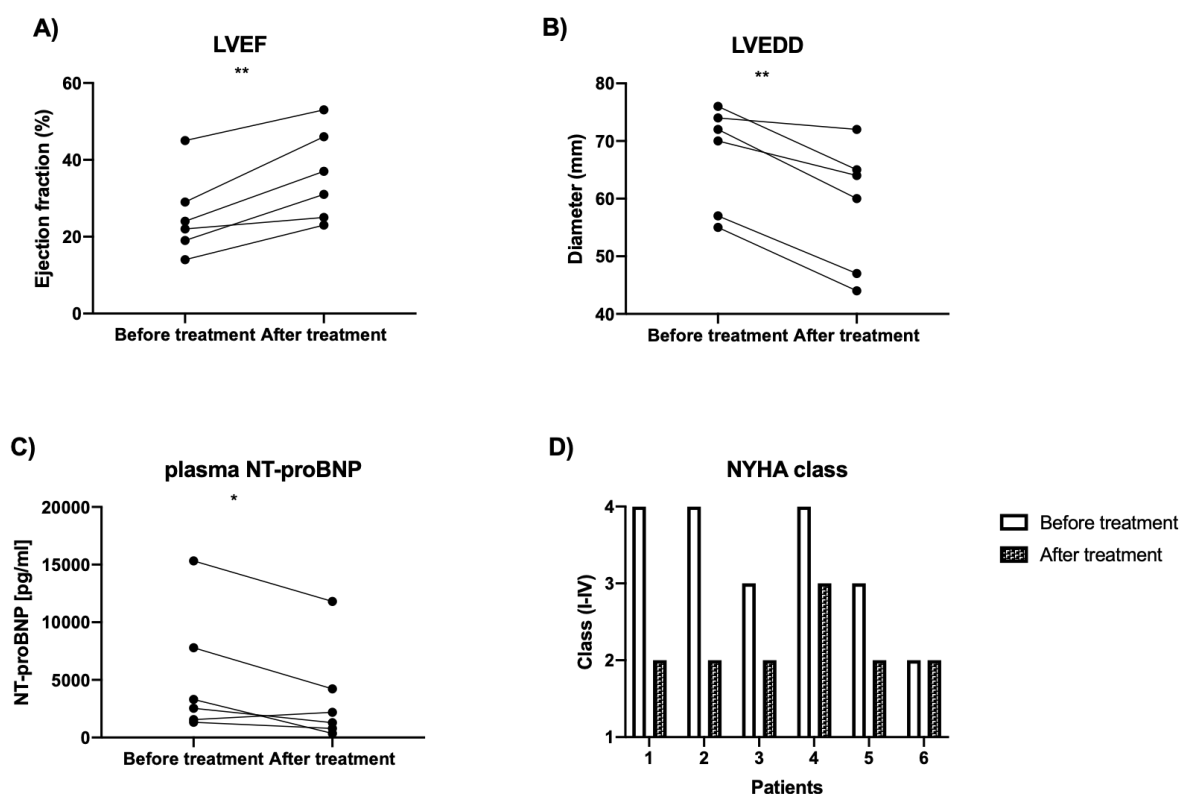 A)
LVEF
**
Ejection fraction (%)
60
40
20
0
Before treatment After treatment
B)
LVEDD
**
Diameter (mm)
80
70
60
50
40
Before treatment After treatment
C)
plasma NT-proBNP
*
NT-proBNP [pg/ml]
20000
15000
10000
5000
0
Before treatment After treatment
D)
NYHA class
Class (I-IV)
4
3
2
1
1 2 3 4 5 6
Patients
Before treatment
After treatment